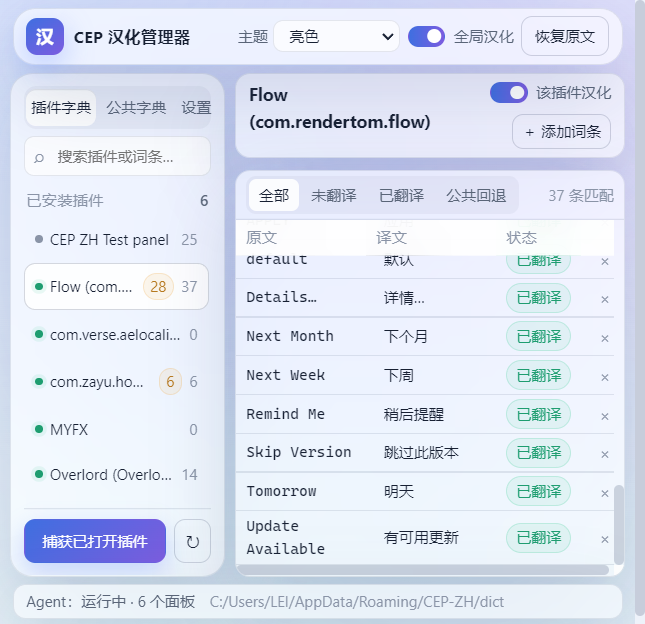 汉 CEP 汉化管理器 主题 亮色 全局汉化 恢复原文
插件字典 公共字典 设置
搜索插件或词条...
已安装插件 6
CEP ZH Test panel 25
Flow (com.... 28 37
com.verse.aelocali... 0
com.zayu.ho... 6 6
MYFX 0
Overlord (Overlo... 14
捕获已打开插件 ↻
Flow
(com.rendertom.flow)
该插件汉化
+ 添加词条
全部 未翻译 已翻译 公共回退 37 条匹配
原文 译文 状态
default 默认 已翻译 ×
Details… 详情... 已翻译 ×
Next Month 下个月 已翻译 ×
Next Week 下周 已翻译 ×
Remind Me 稍后提醒 已翻译 ×
Skip Version 跳过此版本 已翻译 ×
Tomorrow 明天 已翻译 ×
Update
Available 有可用更新 已翻译 ×
Agent: 运行中 · 6 个面板 C:/Users/LEI/AppData/Roaming/CEP-ZH/dict